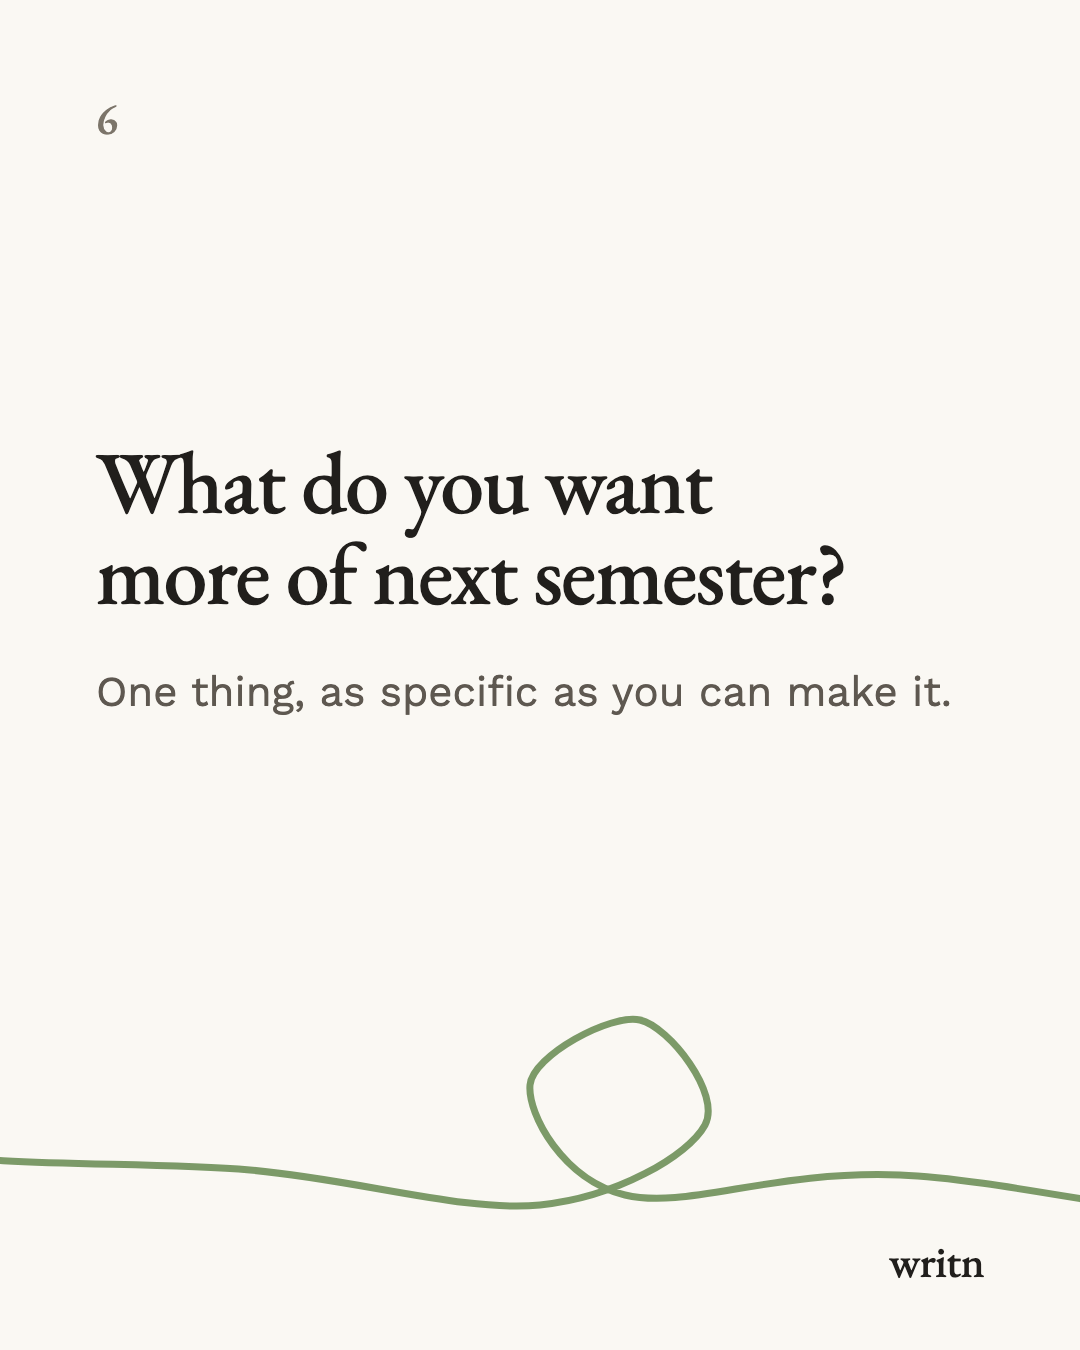 6
What do you want
more of next semester?
One thing, as specific as you can make it.
writn